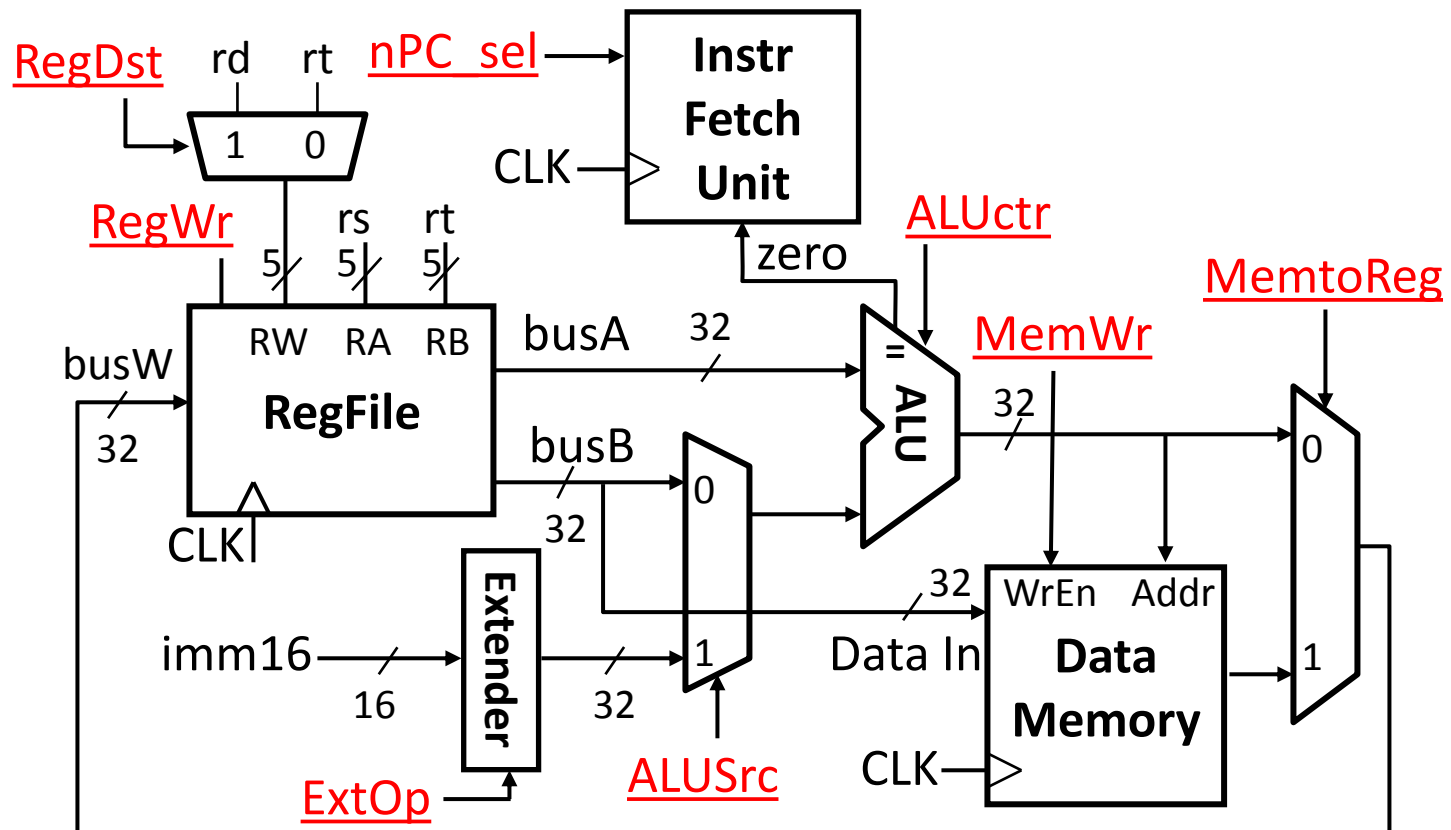 RegDst
rd rt
1 0
nPC_sel
Instr
Fetch
Unit
CLK
RegWr
rs rt
5 5 5
zero
ALUctr
MemtoReg
RW RA RB
RegFile
busW
32
CLK
busA
32
busB
32
=
ALU
MemWr
32
0
1
0
1
imm16
16
Extender
32
ExtOp
ALUSrc
32
Data In
WrEn Addr
Data
Memory
CLK